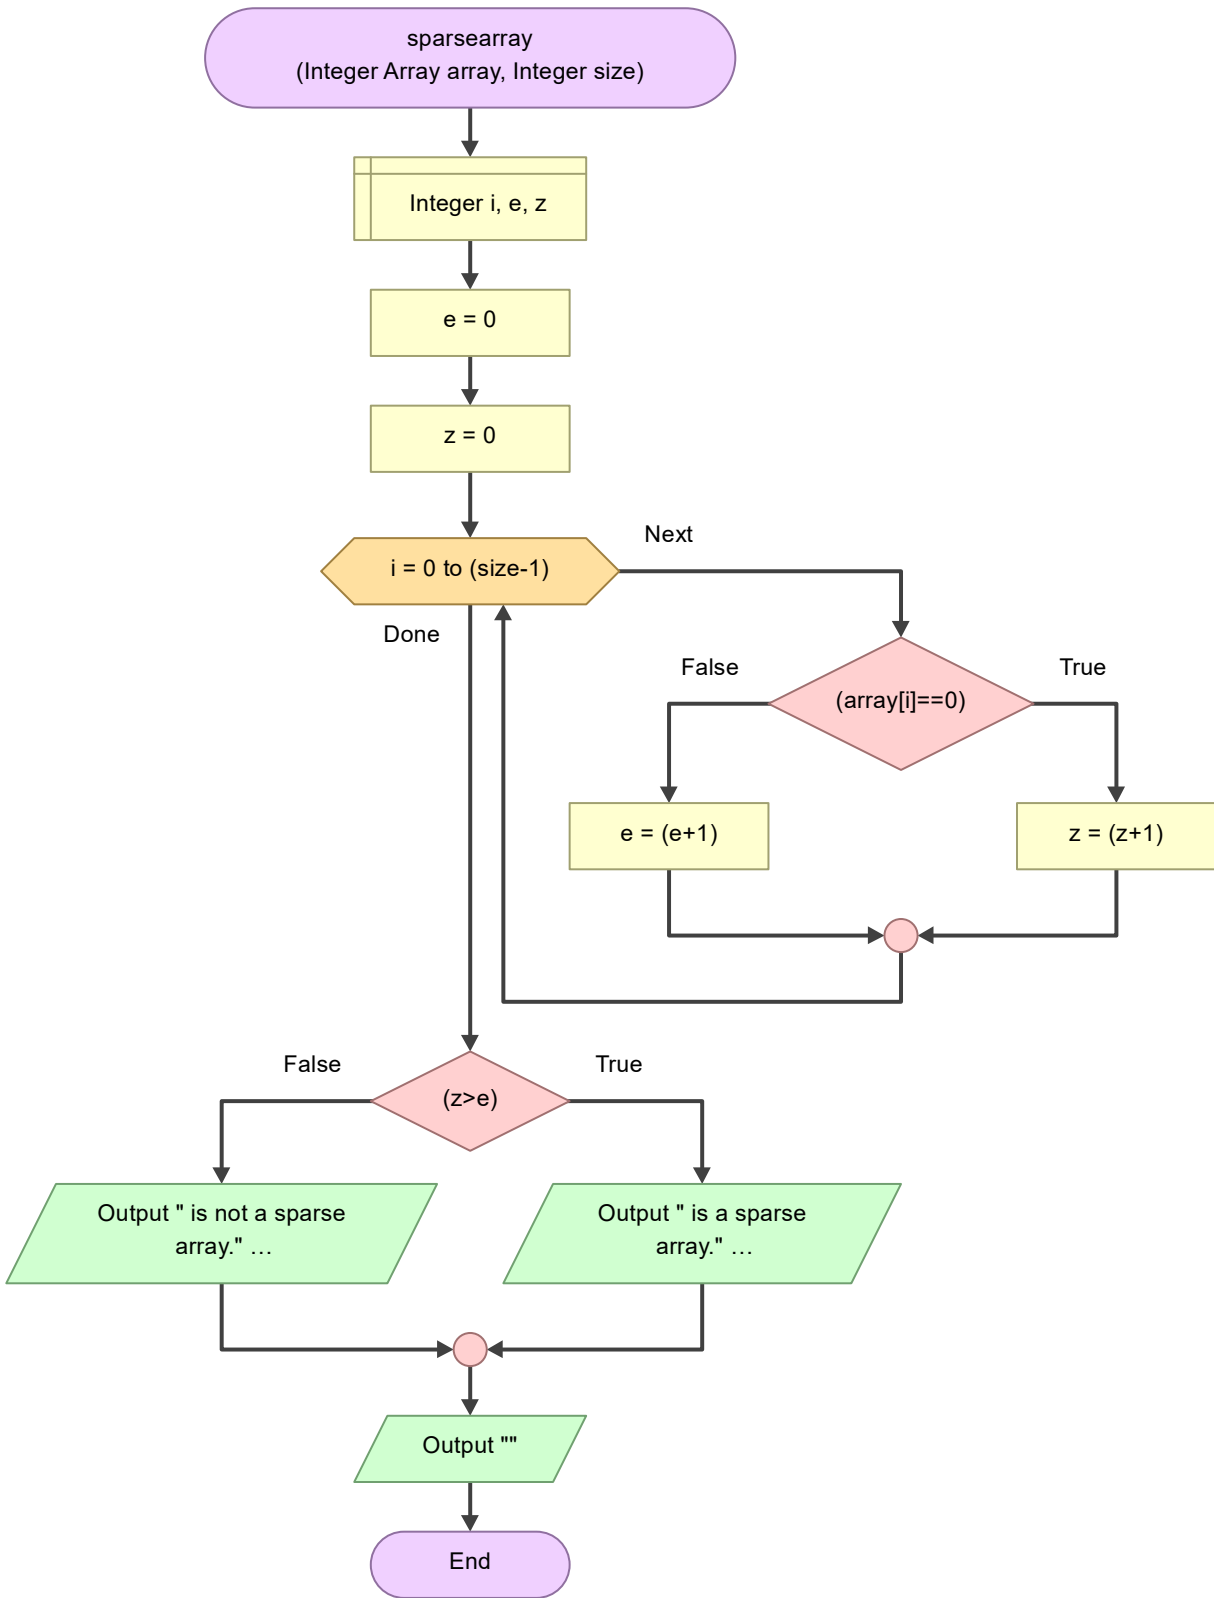 sparsearray
(Integer Array array, Integer size)
Integer i, e, z
e = 0
z = 0
i = 0 to (size-1)
Next
Done
False
(array[i]==0)
True
e = (e+1)
z = (z+1)
False
(z>e)
True
Output " is not a sparse
array." …
Output " is a sparse
array." …
Output ""
End